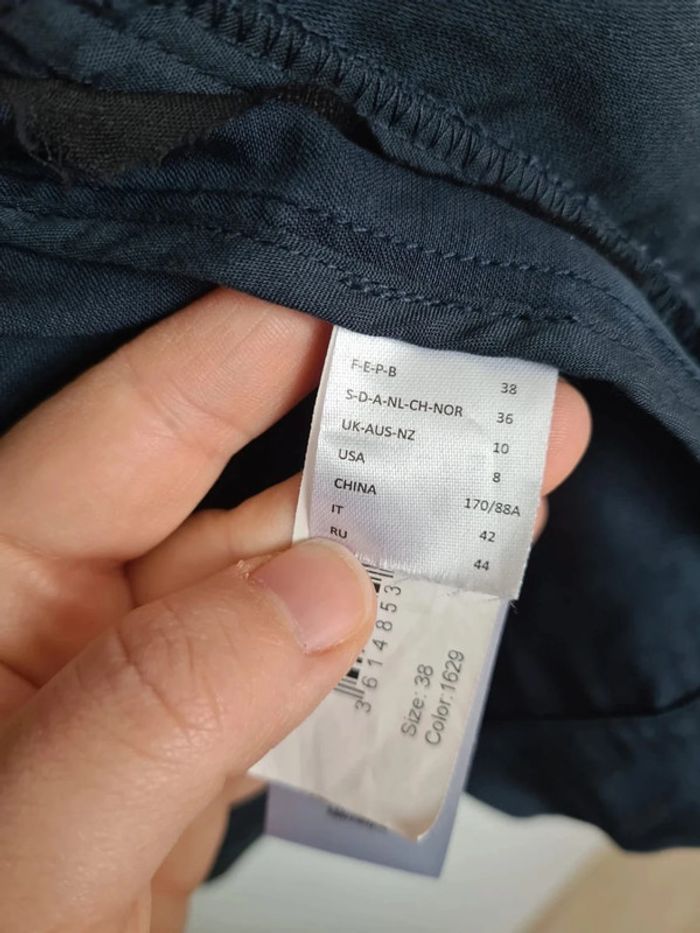 F-E-P-B 38
S-D-A-NL-CH-NOR 36
UK-AUS-NZ 10
USA 8
CHINA 170/88A
IT 42
RU 44
3614853
Size: 38
Color:1629